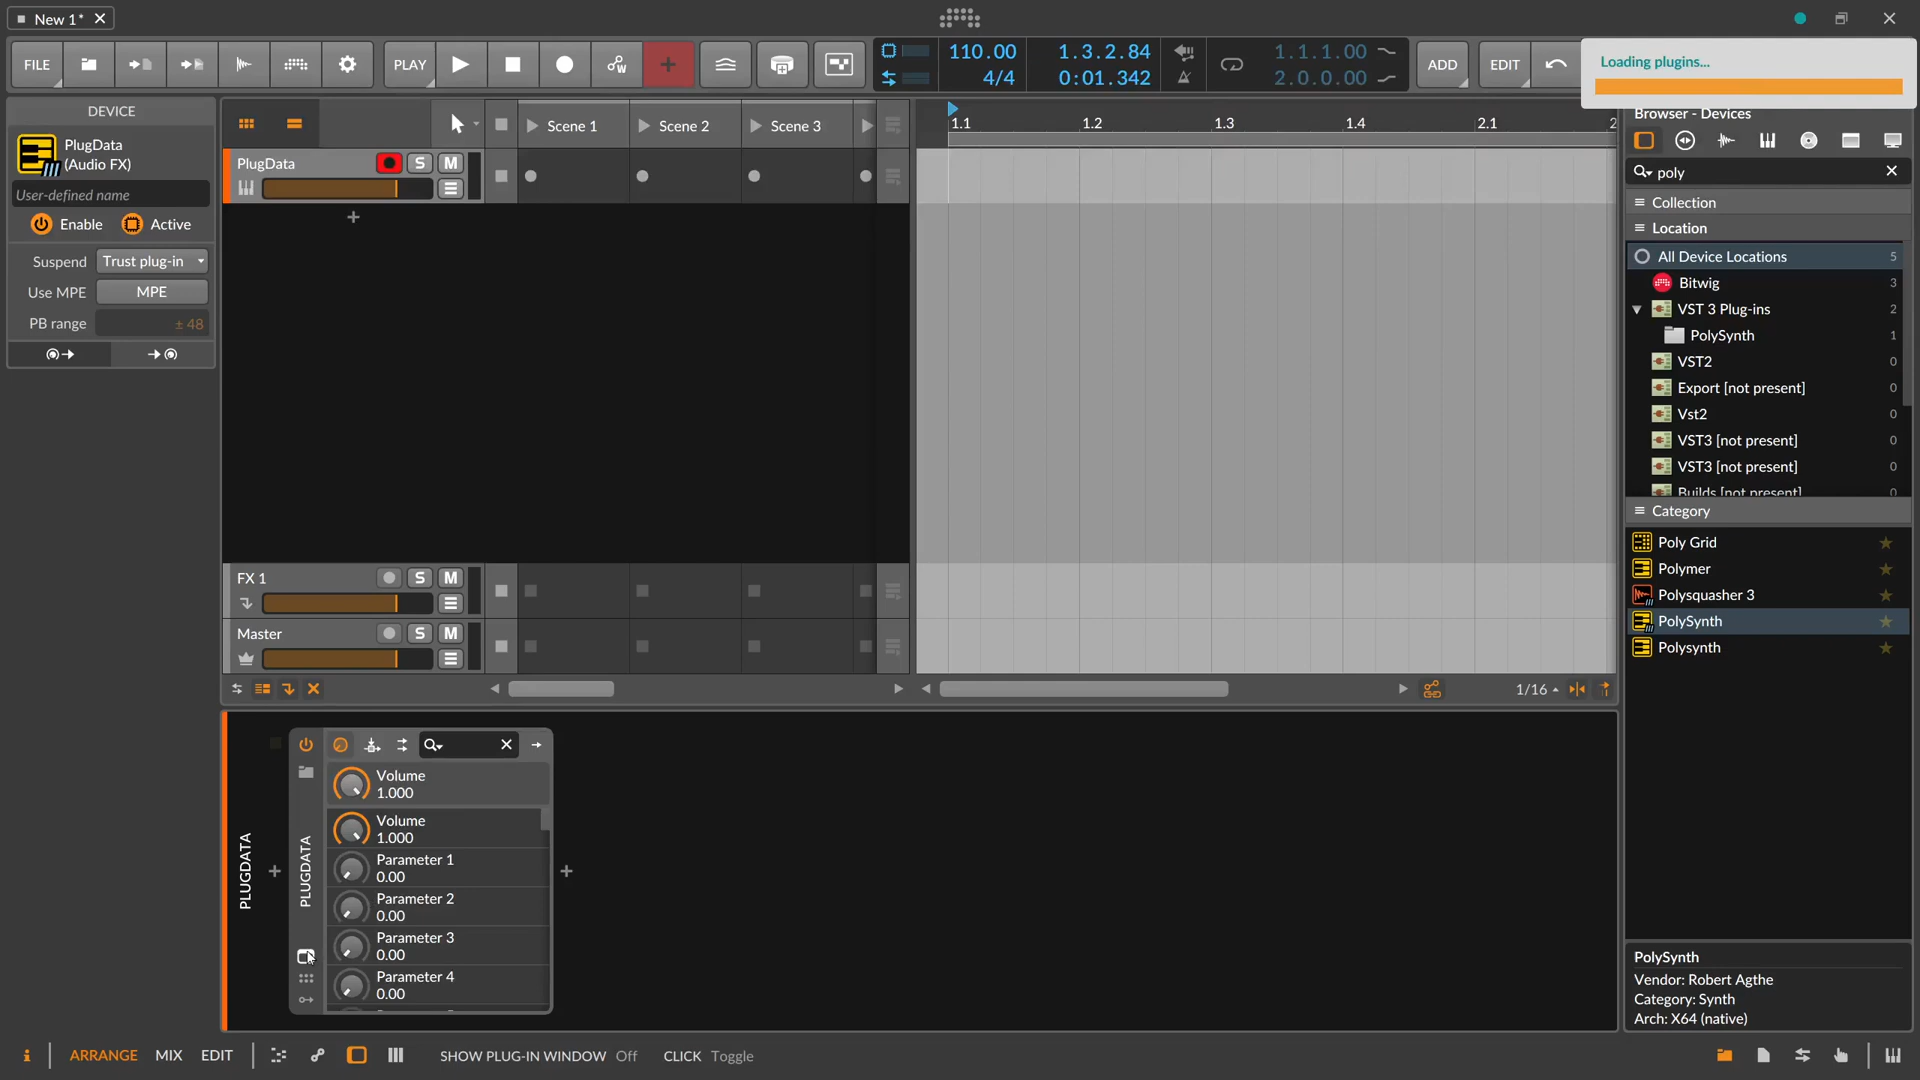 New 1*
FILE
PLAY
110.00
4/4
1.3.2.84
0:01.342
1.1.1.00
2.0.0.00
ADD
EDIT
Loading plugins...
DEVICE
PlugData
(Audio FX)
User-defined name
Enable
Active
Suspend
Trust plug-in
Use MPE
MPE
PB range
± 48
Scene 1
Scene 2
Scene 3
PlugData
S
M
FX 1
S
M
Master
S
M
1.1
1.2
1.3
1.4
2.1
2
1/16
Browser - Devices
poly
Collection
Location
All Device Locations 5
Bitwig 3
VST 3 Plug-ins 2
PolySynth 1
VST2 0
Export [not present] 0
Vst2 0
VST3 [not present] 0
VST3 [not present] 0
Builds [not present] 0
Category
Poly Grid
Polymer
Polysquasher 3
PolySynth
Polysynth
PolySynth
Vendor: Robert Agthe
Category: Synth
Arch: X64 (native)
PLUGDATA
PLUGDATA
Volume
1.000
Volume
1.000
Parameter 1
0.00
Parameter 2
0.00
Parameter 3
0.00
Parameter 4
0.00
i
ARRANGE
MIX
EDIT
SHOW PLUG-IN WINDOW Off
CLICK Toggle